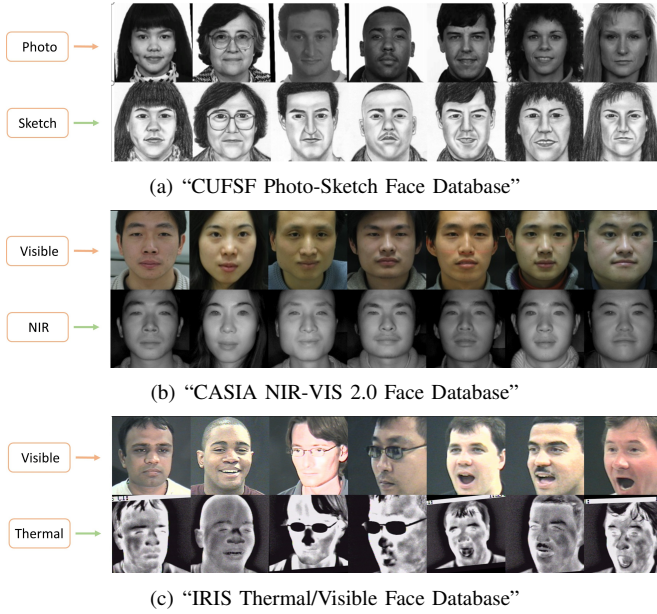 Photo
Sketch
(a) “CUFSF Photo-Sketch Face Database”
Visible
NIR
(b) “CASIA NIR-VIS 2.0 Face Database”
Visible
Thermal
(c) “IRIS Thermal/Visible Face Database”